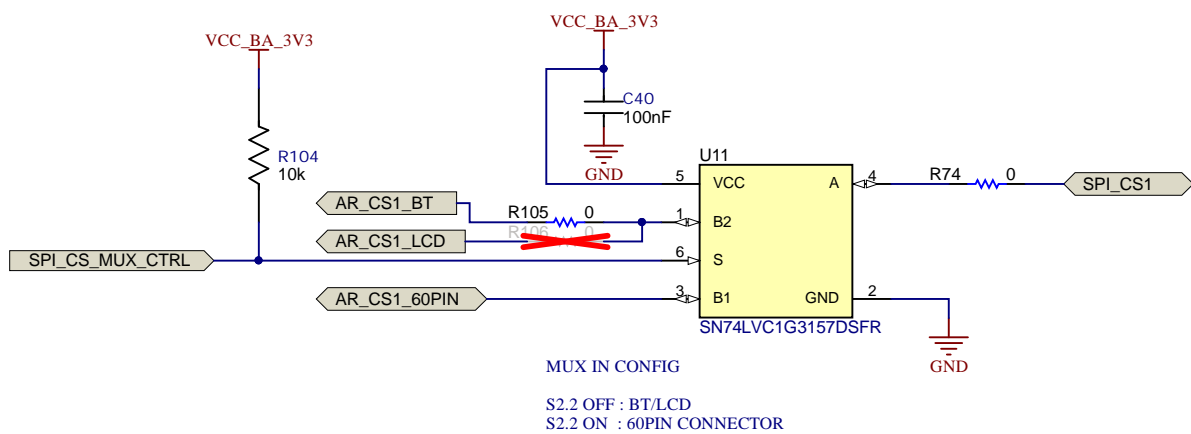 VCC_BA_3V3
VCC_BA_3V3
C40
100nF
GND
R104
10k
U11
5 VCC A 4 R74 0 SPI_CS1
AR_CS1_BT R105 0 1 B2
AR_CS1_LCD R106 0
SPI_CS_MUX_CTRL 6 S
AR_CS1_60PIN 3 B1 GND 2
SN74LVC1G3157DSFR
GND
MUX IN CONFIG
S2.2 OFF : BT/LCD
S2.2 ON : 60PIN CONNECTOR